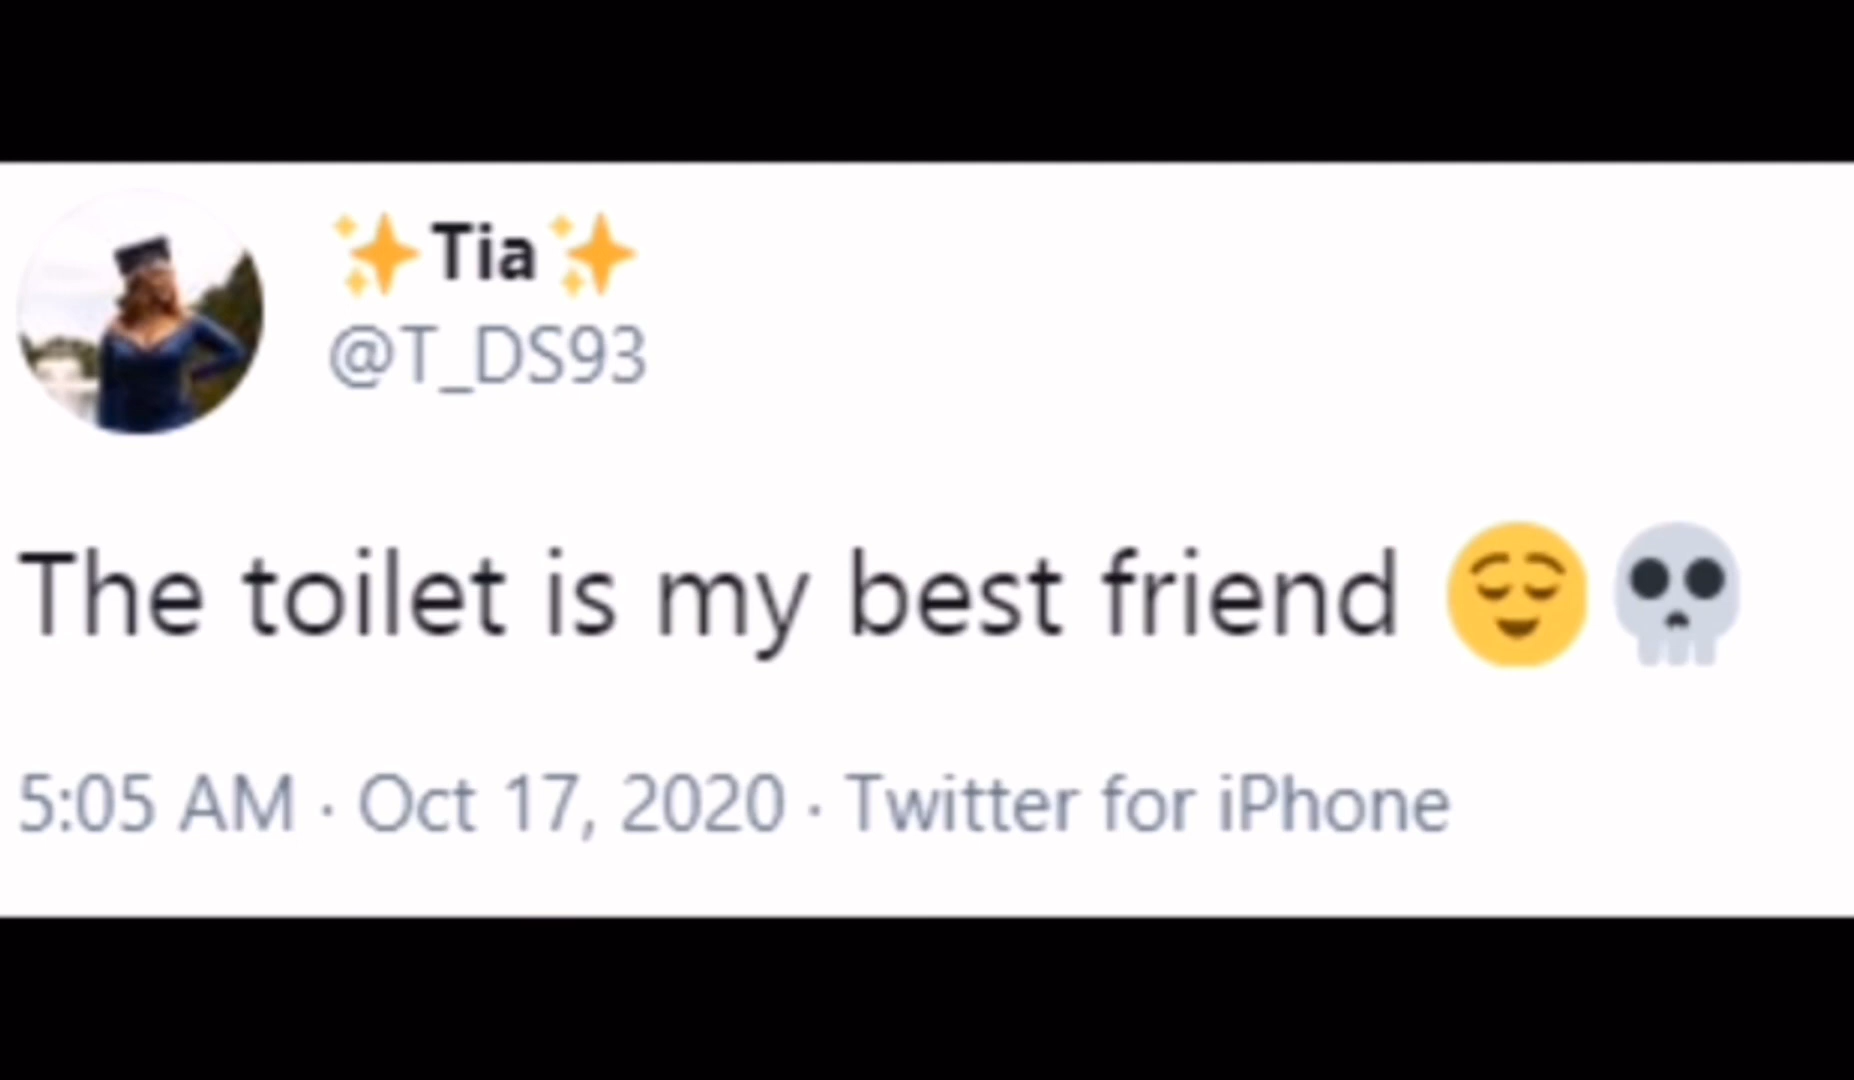 ✨Tia✨
@T_DS93
The toilet is my best friend 😌💀
5:05 AM · Oct 17, 2020 · Twitter for iPhone